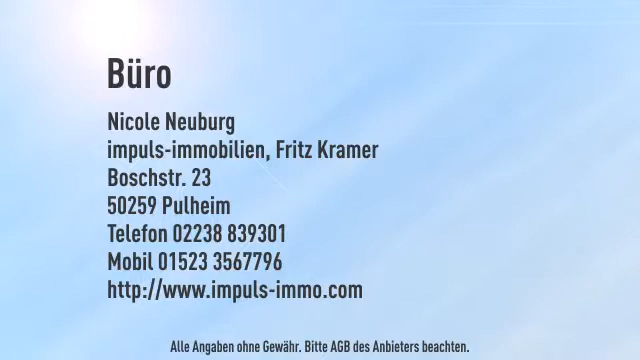 Büro
Nicole Neuburg
impuls-immobilien, Fritz Kramer
Boschstr. 23
50259 Pulheim
Telefon 02238 839301
Mobil 01523 3567796
http://www.impuls-immo.com
Alle Angaben ohne Gewähr. Bitte AGB des Anbieters beachten.